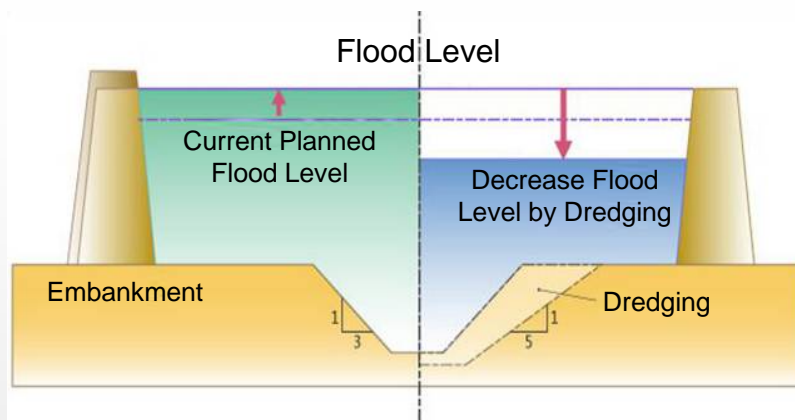 Flood Level
Current Planned
Flood Level
Decrease Flood
Level by Dredging
Embankment
Dredging
1
3
1
5